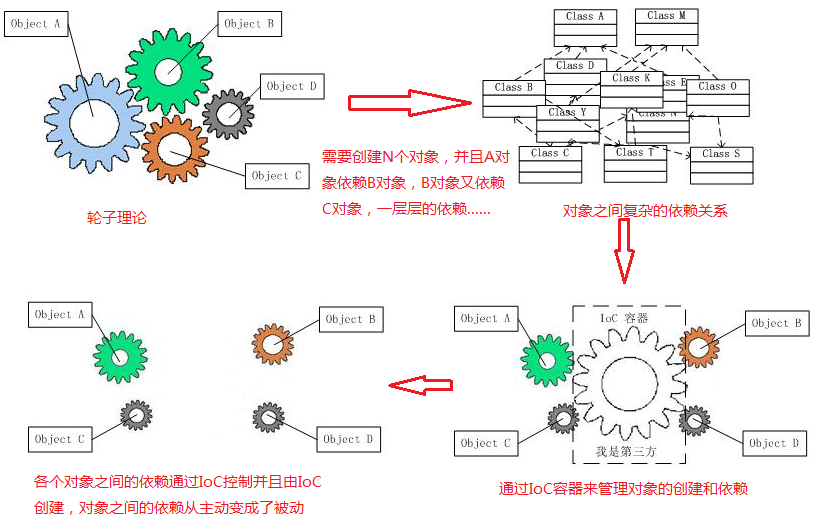 Object A
Object B
Object D
Object C
轮子理论
需要创建N个对象，并且A对
象依赖B对象，B对象又依赖
C对象，一层层的依赖......
Class A
Class M
Class D
Class K
Class E
Class B
Class O
Class Y
Class N
Class C
Class T
Class S
对象之间复杂的依赖关系
Object A
IoC 容器
Object B
Object C
我是第三方
Object D
通过IoC容器来管理对象的创建和依赖
Object A
Object B
Object C
Object D
各个对象之间的依赖通过IoC控制并且由IoC
创建，对象之间的依赖从主动变成了被动